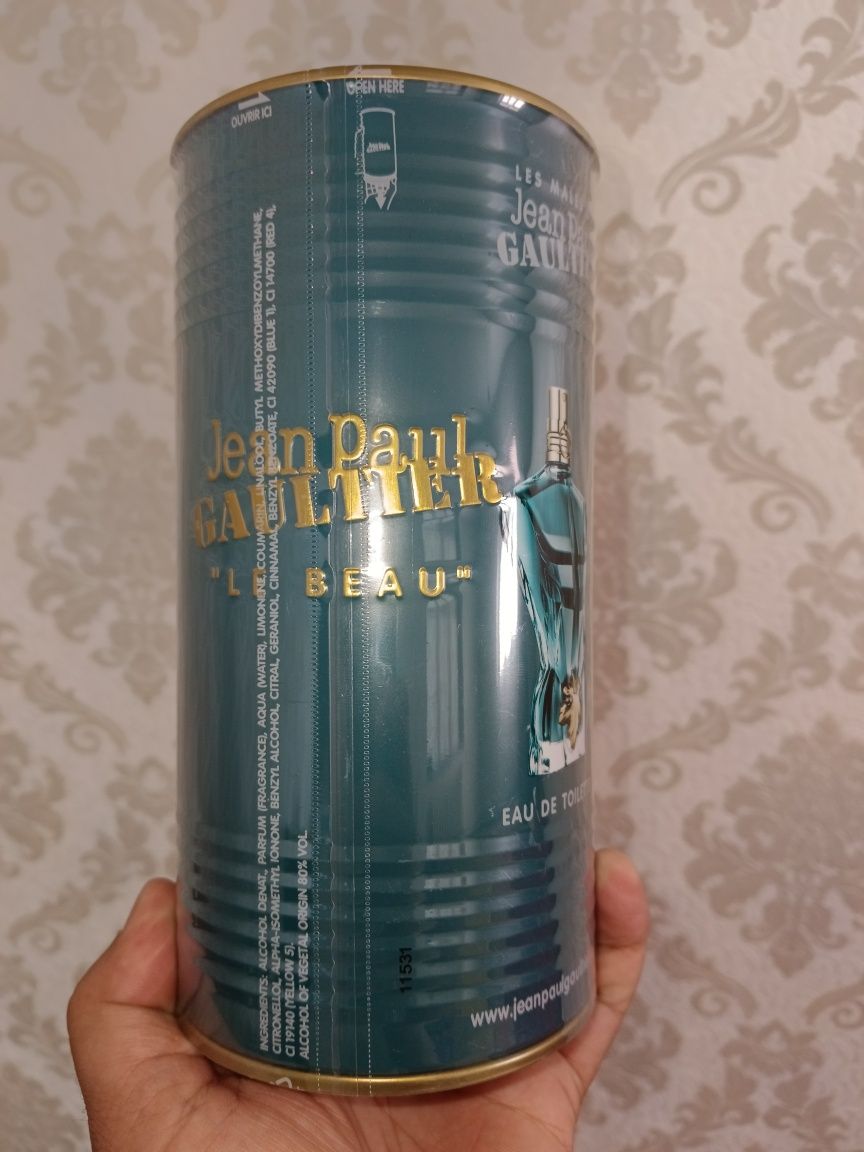 OUVRIR ICI
OPEN HERE
LES MALES
Jean Paul
GAULTIER
Jean Paul
GAULTIER
"LE BEAU"
EAU DE TOILETTE
www.jeanpaulgaul
11531
INGREDIENTS: ALCOHOL DENAT., PARFUM (FRAGRANCE), AQUA (WATER), LIMONENE, COUMARIN, LINALOOL, BUTYL METHOXYDIBENZOYLMETHANE,
CITRONELLOL, ALPHA-ISOMETHYL IONONE, BENZYL ALCOHOL, CITRAL, GERANIOL, CINNAMAL, BENZYL BENZOATE, CI 42090 (BLUE 1), CI 14700 (RED 4),
CI 19140 (YELLOW 5).
ALCOHOL OF VEGETAL ORIGIN 80% VOL.